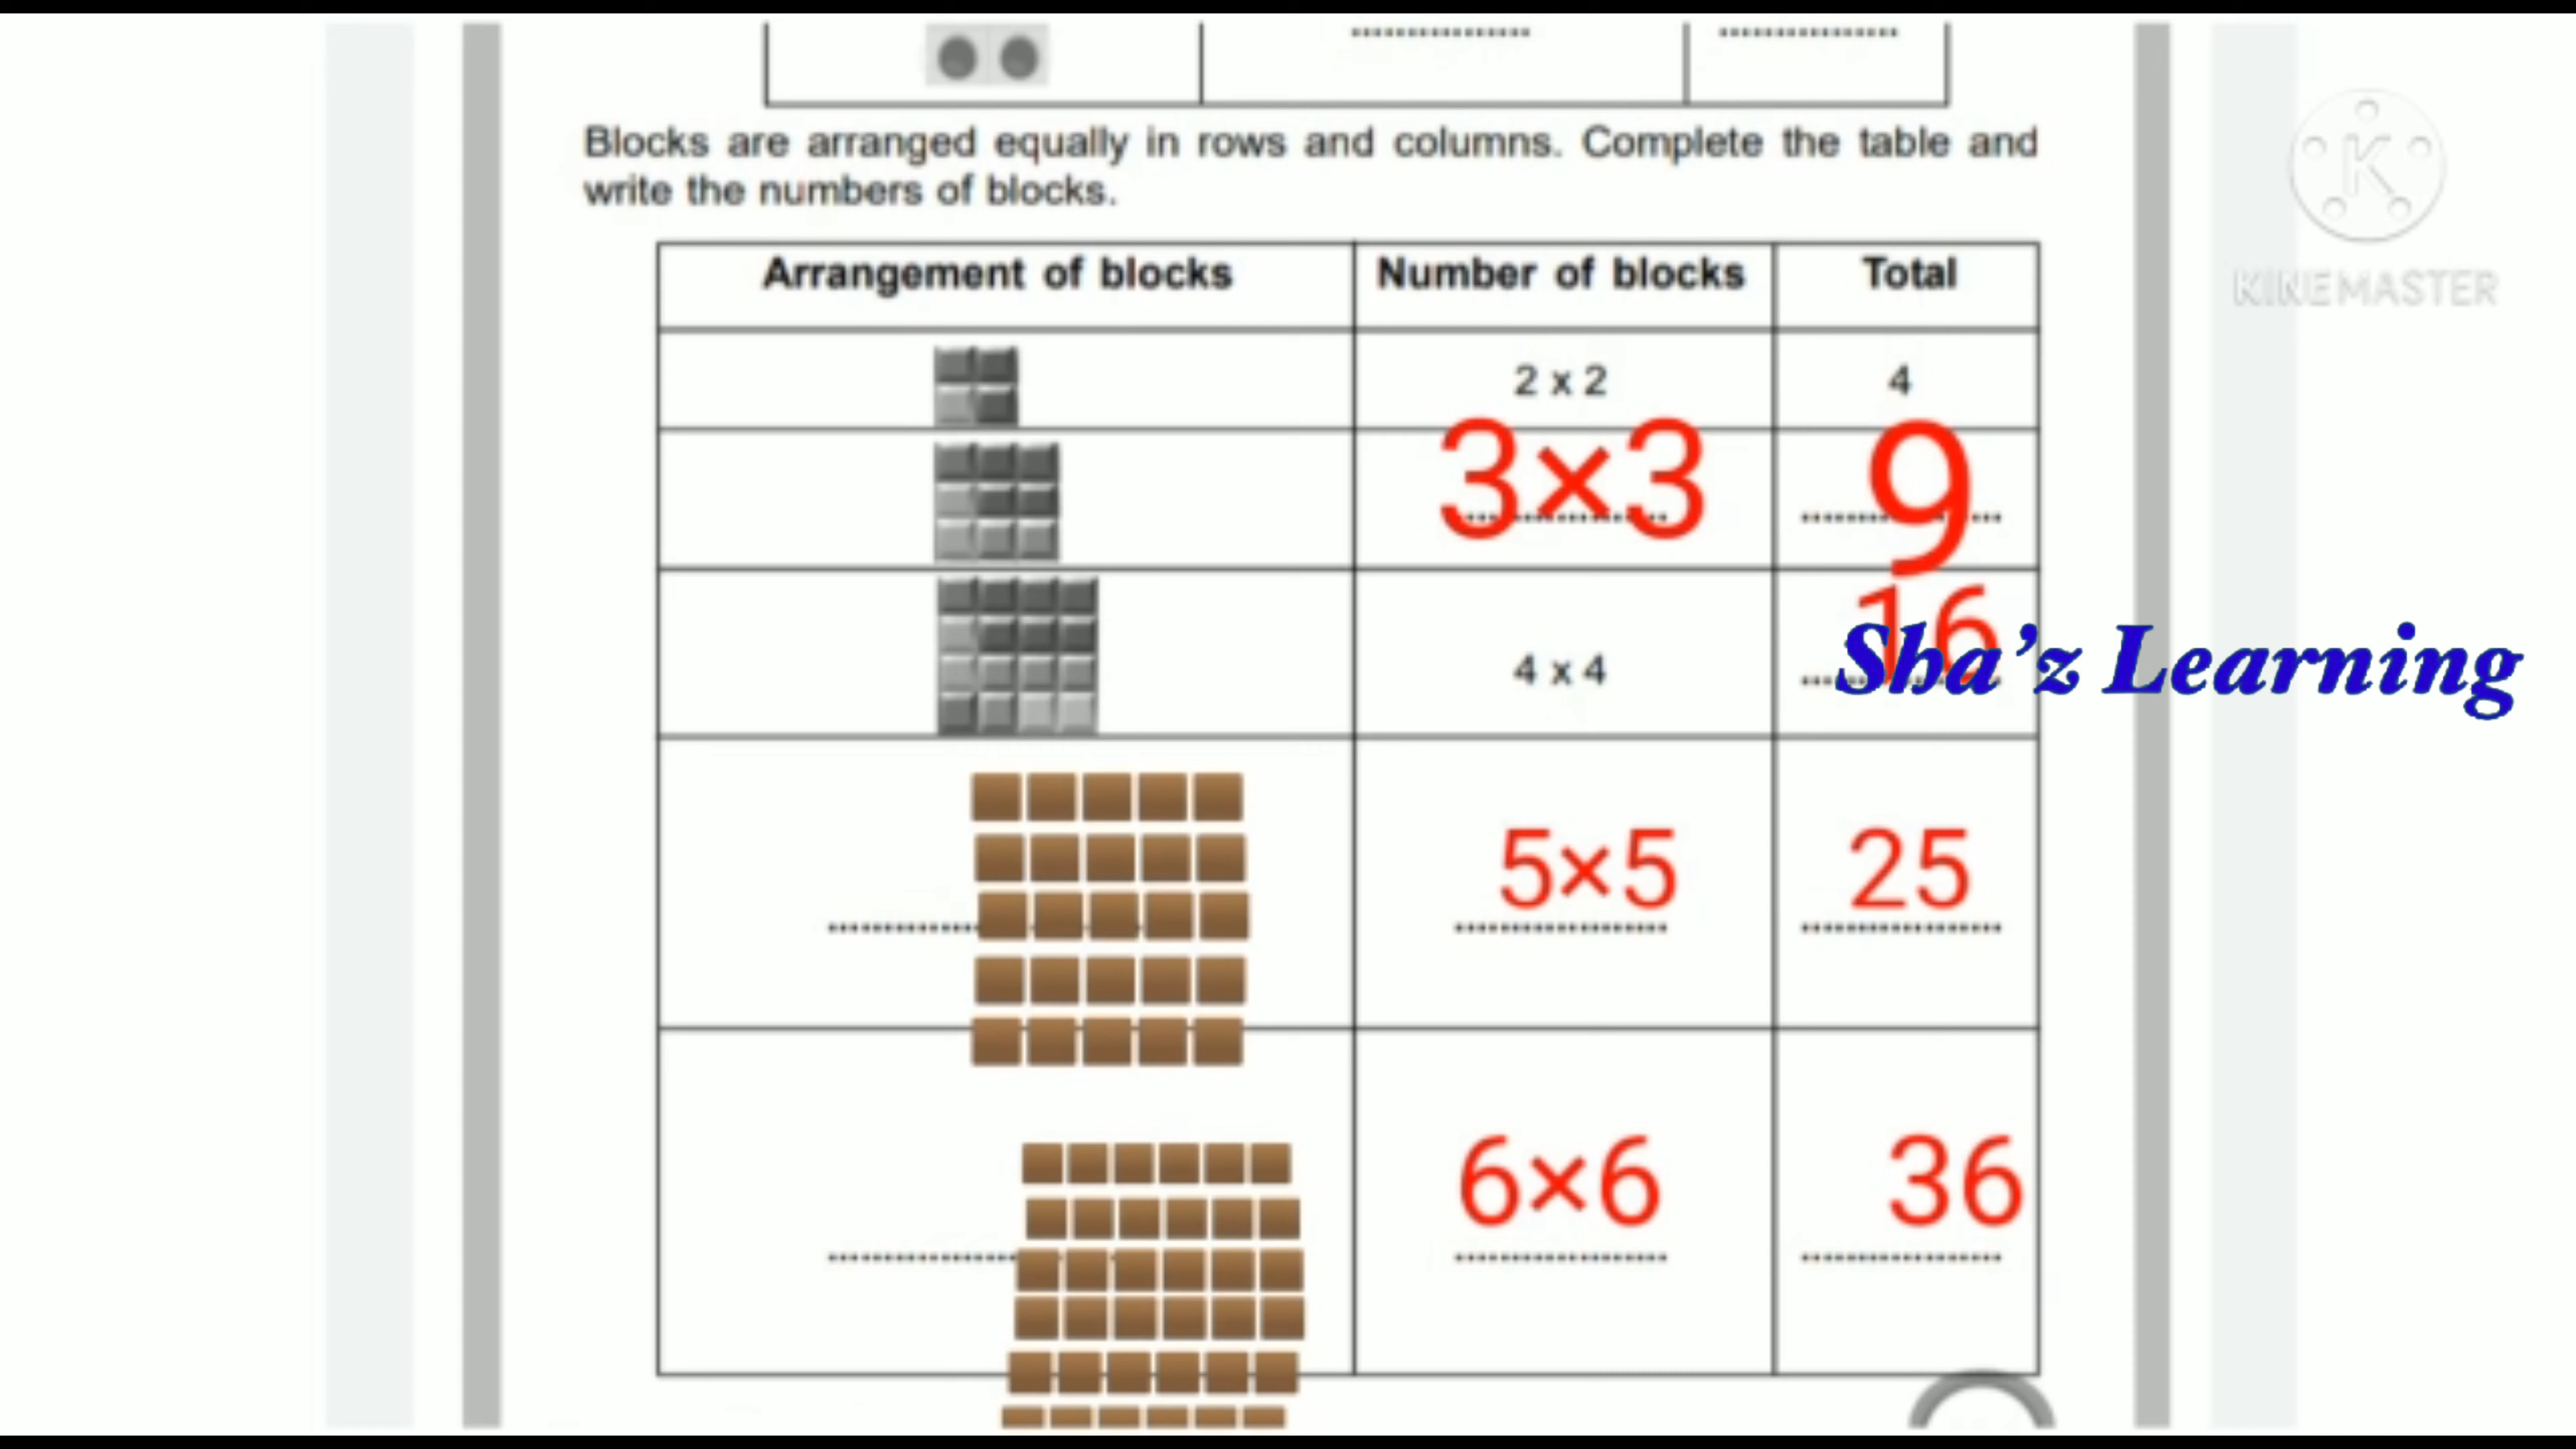 Blocks are arranged equally in rows and columns. Complete the table and
write the numbers of blocks.
Arrangement of blocks Number of blocks Total
2 x 2 4
3×3 9
4 x 4 16
Sha’z Learning
5×5 25
6×6 36
KINEMASTER